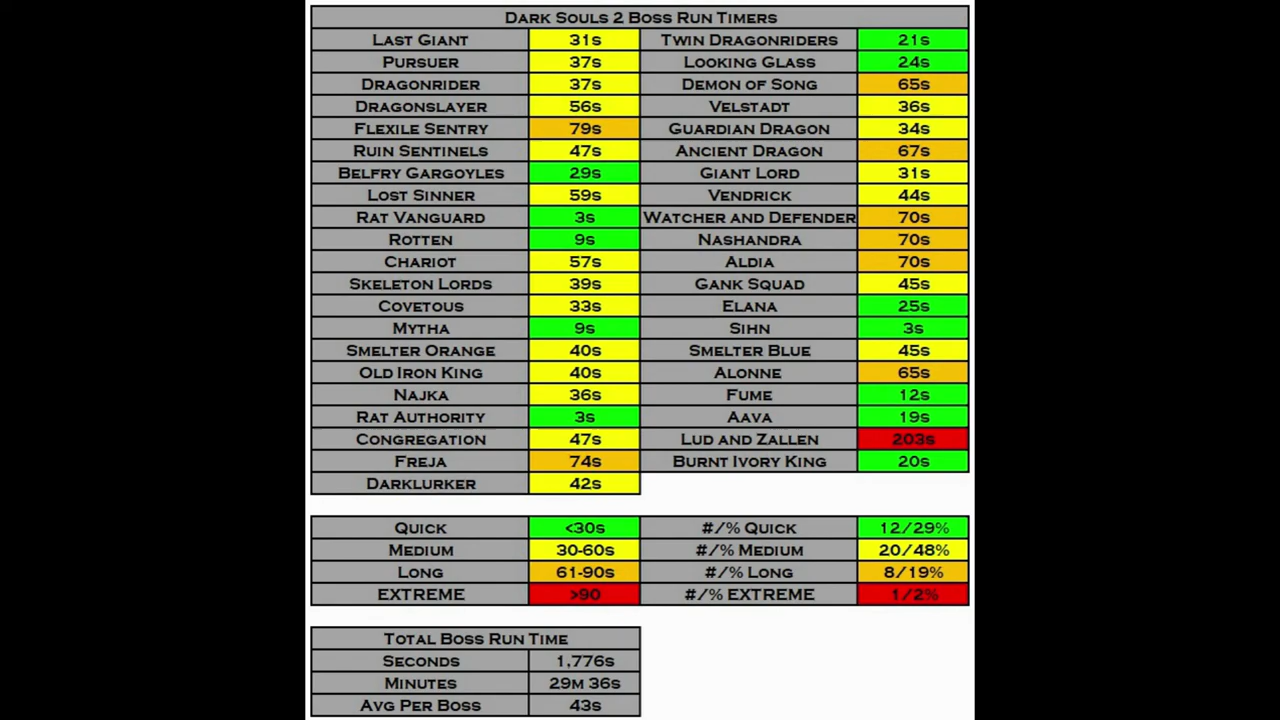 Dark Souls 2 Boss Run Timers
Last Giant 31s Twin Dragonriders 21s
Pursuer 37s Looking Glass 24s
Dragonrider 37s Demon of Song 65s
Dragonslayer 56s Velstadt 36s
Flexile Sentry 79s Guardian Dragon 34s
Ruin Sentinels 47s Ancient Dragon 67s
Belfry Gargoyles 29s Giant Lord 31s
Lost Sinner 59s Vendrick 44s
Rat Vanguard 3s Watcher and Defender 70s
Rotten 9s Nashandra 70s
Chariot 57s Aldia 70s
Skeleton Lords 39s Gank Squad 45s
Covetous 33s Elana 25s
Mytha 9s Sihn 3s
Smelter Orange 40s Smelter Blue 45s
Old Iron King 40s Alonne 65s
Najka 36s Fume 12s
Rat Authority 3s Aava 19s
Congregation 47s Lud and Zallen 203s
Freja 74s Burnt Ivory King 20s
Darklurker 42s
Quick <30s #/% Quick 12/29%
Medium 30-60s #/% Medium 20/48%
Long 61-90s #/% Long 8/19%
EXTREME >90 #/% EXTREME 1/2%
Total Boss Run Time
Seconds 1,776s
Minutes 29m 36s
Avg Per Boss 43s